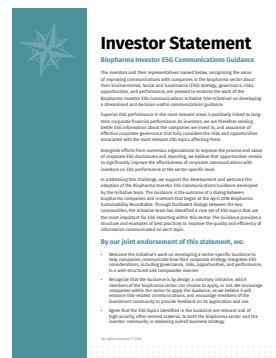 Investor Statement
Biopharma Investor ESG Communications Guidance
The investors and their representatives named below, recognising the value
of improving communications with companies in the biopharma sector about
their Environmental, Social and Governance (ESG) strategy, governance, risks,
opportunities, and performance, are pleased to endorse the work of the
Biopharma Investor ESG Communications Initiative (the Initiative) on developing
a streamlined and decision-useful communications guidance.
Superior ESG performance in the most relevant areas is positively linked to long-
term corporate financial performance. As investors, we are therefore seeking
better ESG information about the companies we invest in, and assurance of
effective corporate governance that fully considers the risks and opportunities
associated with the most relevant ESG topics affecting them.
Alongside efforts from numerous organizations to improve the pace and value
of corporate ESG disclosures and reporting, we believe that opportunities remain
to significantly improve the effectiveness of corporate communications with
investors on ESG performance at the sector-specific level.
In addressing this challenge, we support the development and welcome the
adoption of the Biopharma Investor ESG Communications Guidance developed
by the Initiative team. The Guidance is the outcome of a dialog between
biopharma companies and investors that began at the April 2018 Biopharma
Sustainability Roundtable. Through facilitated dialogs between the two
communities, the Initiative team has identified a core set of ESG topics that are
the most important for ESG reporting within this sector. The Guidance provides a
structure and examples of best practices to improve the quality and efficiency of
information communicated on each topic.
By our joint endorsement of this statement, we:
• Welcome the Initiative's work on developing a sector-specific Guidance to
help companies communicate how their corporate strategy integrates ESG
considerations, including governance, risks, opportunities, and performance,
in a well-structured and comparable manner.
• Recognize that the Guidance is by design a voluntary initiative, which
members of the biopharma sector can choose to apply, or not. We encourage
companies within the sector to apply the Guidance, as we believe it will
enhance ESG-related communications, and encourage members of the
investment community to provide feedback on its application and use.
• Agree that the ESG topics identified in the Guidance are relevant and of
high-priority, often termed material, to both the biopharma sector and the
investor community in assessing overall business strategy.